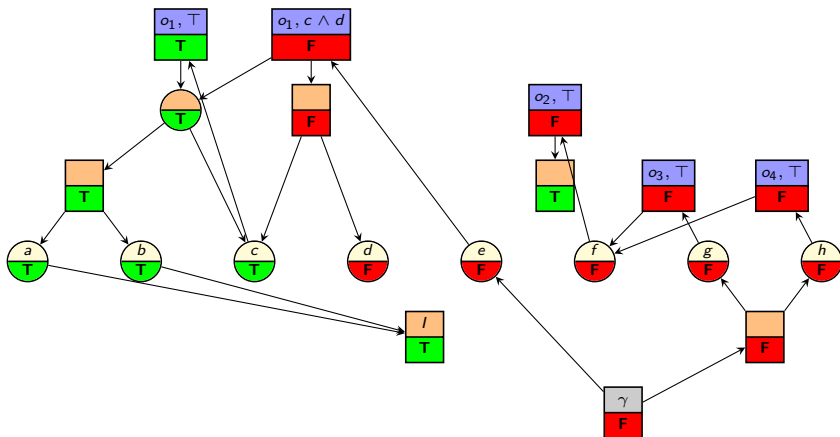 o₁, ⊤
T
o₁, c ∧ d
F
T
F
o₂, ⊤
F
T
T
o₃, ⊤
F
o₄, ⊤
F
a
T
b
T
c
T
d
F
e
F
f
F
g
F
h
F
I
T
F
γ
F